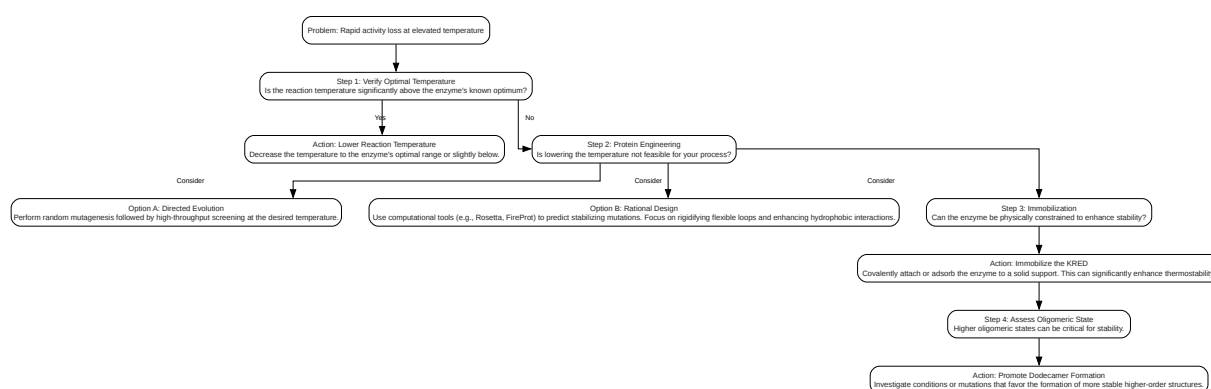 Problem: Rapid activity loss at elevated temperature
Step 1: Verify Optimal Temperature
Is the reaction temperature significantly above the enzyme's known optimum?
Yes
No
Action: Lower Reaction Temperature
Decrease the temperature to the enzyme's optimal range or slightly below.
Step 2: Protein Engineering
Is lowering the temperature not feasible for your process?
Consider
Consider
Consider
Option A: Directed Evolution
Perform random mutagenesis followed by high-throughput screening at the desired temperature.
Option B: Rational Design
Use computational tools (e.g., Rosetta, FireProt) to predict stabilizing mutations. Focus on rigidifying flexible loops and enhancing hydrophobic interactions.
Step 3: Immobilization
Can the enzyme be physically constrained to enhance stability?
Action: Immobilize the KRED
Covalently attach or adsorb the enzyme to a solid support. This can significantly enhance thermostability
Step 4: Assess Oligomeric State
Higher oligomeric states can be critical for stability.
Action: Promote Dodecamer Formation
Investigate conditions or mutations that favor the formation of more stable higher-order structures.